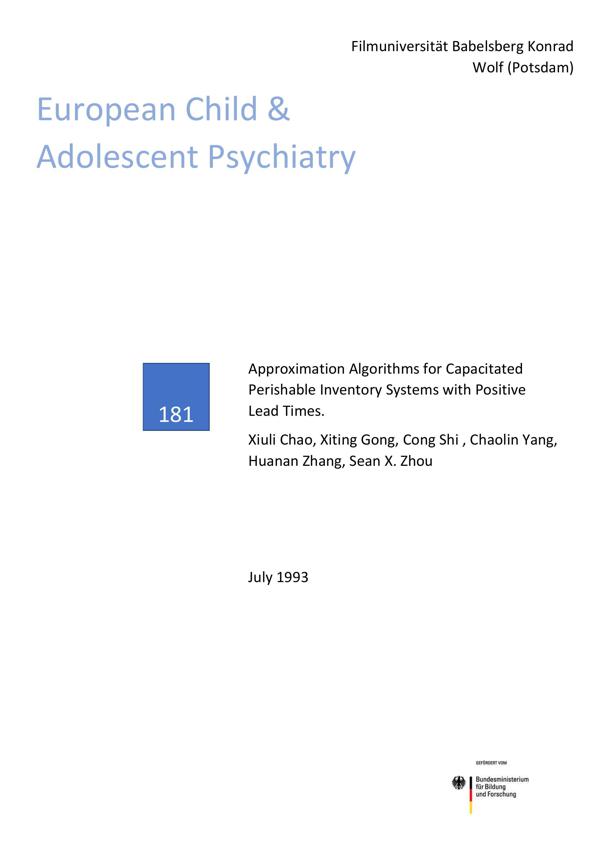 Filmuniversität Babelsberg Konrad
Wolf (Potsdam)
European Child &
Adolescent Psychiatry
181
Approximation Algorithms for Capacitated
Perishable Inventory Systems with Positive
Lead Times.
Xiuli Chao, Xiting Gong, Cong Shi , Chaolin Yang,
Huanan Zhang, Sean X. Zhou
July 1993
GEFÖRDERT VOM
Bundesministerium
für Bildung
und Forschung